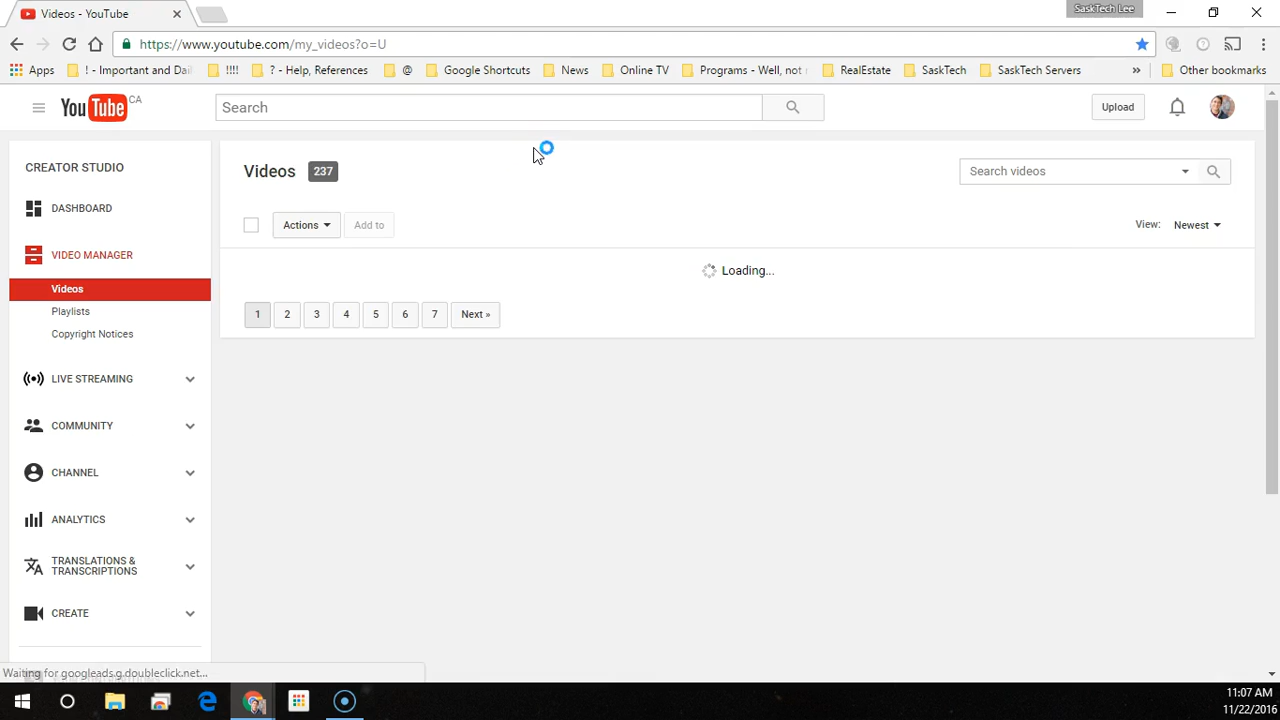 Videos - YouTube
SaskTech Lee
https://www.youtube.com/my_videos?o=U
Apps
! - Important and Dai
!!!!
? - Help, References
@
Google Shortcuts
News
Online TV
Programs - Well, not
RealEstate
SaskTech
SaskTech Servers
»
Other bookmarks
YouTube CA
Search
Upload
CREATOR STUDIO
DASHBOARD
VIDEO MANAGER
Videos
Playlists
Copyright Notices
LIVE STREAMING
COMMUNITY
CHANNEL
ANALYTICS
TRANSLATIONS &
TRANSCRIPTIONS
CREATE
Videos 237
Search videos
Actions
Add to
View: Newest
Loading...
1 2 3 4 5 6 7 Next »
Waiting for googleads.g.doubleclick.net...
11:07 AM
11/22/2016